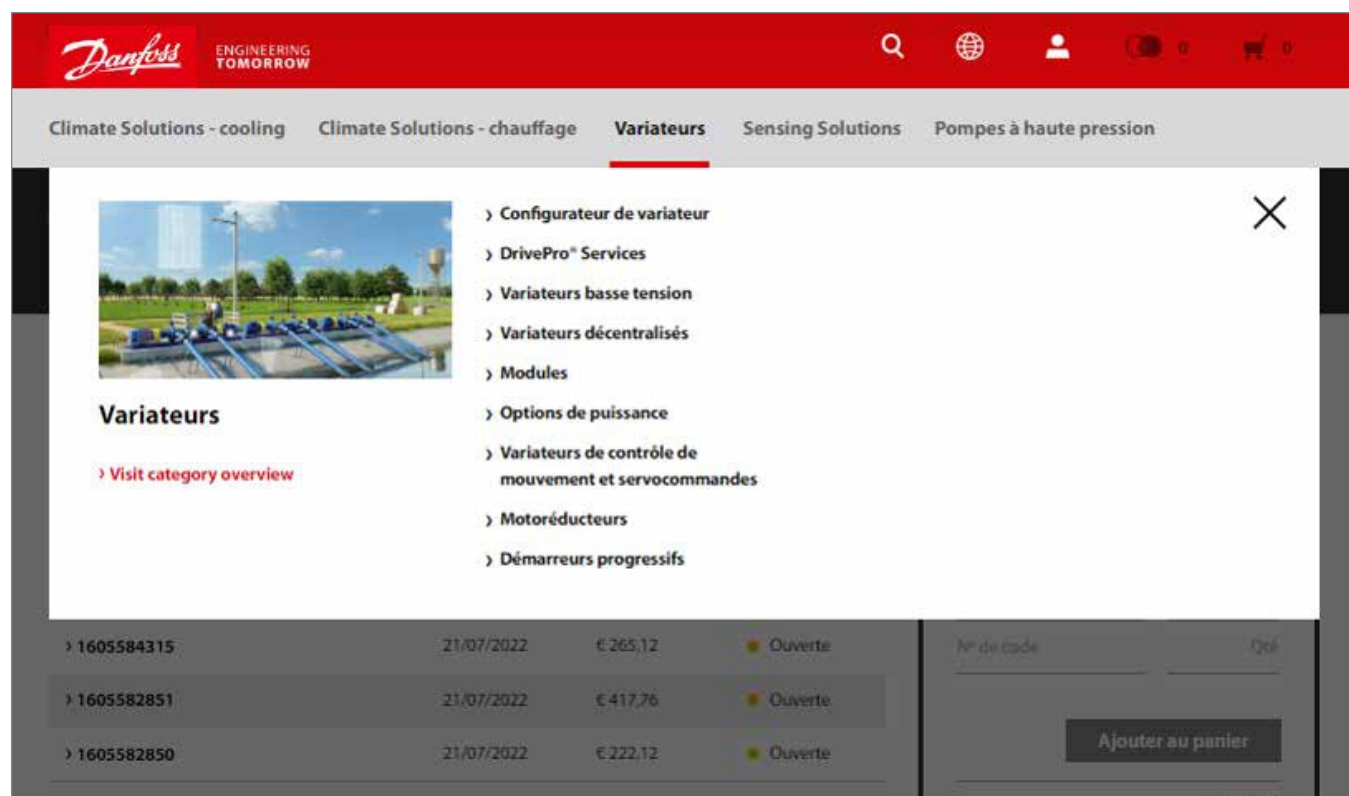 Danfoss
ENGINEERING
TOMORROW
0
0
Climate Solutions - cooling
Climate Solutions - chauffage
Variateurs
Sensing Solutions
Pompes à haute pression
› Configurateur de variateur
› DrivePro® Services
› Variateurs basse tension
› Variateurs décentralisés
› Modules
› Options de puissance
› Variateurs de contrôle de
mouvement et servocommandes
› Motoréducteurs
› Démarreurs progressifs
Variateurs
› Visit category overview
› 1605584315 21/07/2022 € 265,12 Ouverte
› 1605582851 21/07/2022 € 417,76 Ouverte
› 1605582850 21/07/2022 € 222,12 Ouverte
Nº de code Qté
Ajouter au panier